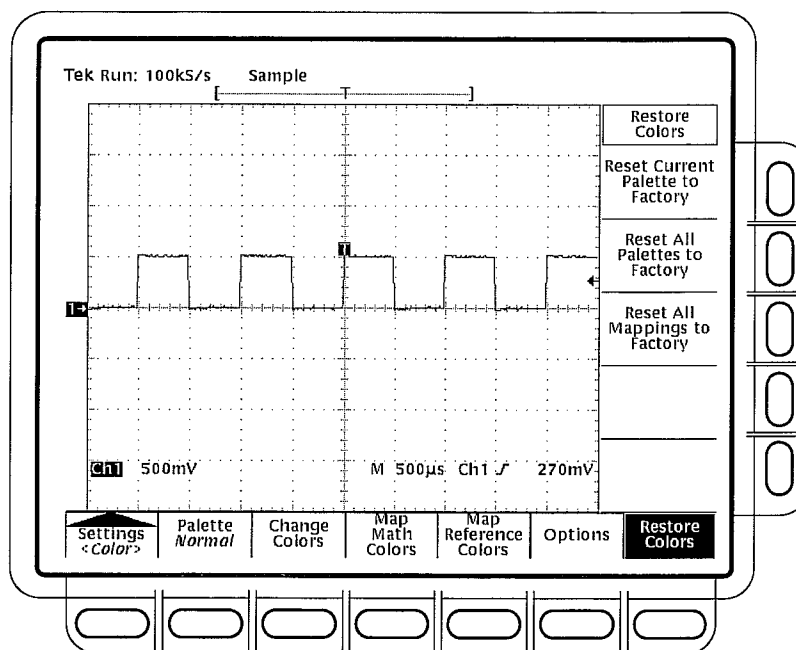 Tek Run: 100kS/s Sample
[ T ]
Restore
Colors
Reset Current
Palette to
Factory
Reset All
Palettes to
Factory
Reset All
Mappings to
Factory
T
1
Ch1 500mV M 500µs Ch1 270mV
Settings
<Color>
Palette
Normal
Change
Colors
Map
Math
Colors
Map
Reference
Colors
Options
Restore
Colors